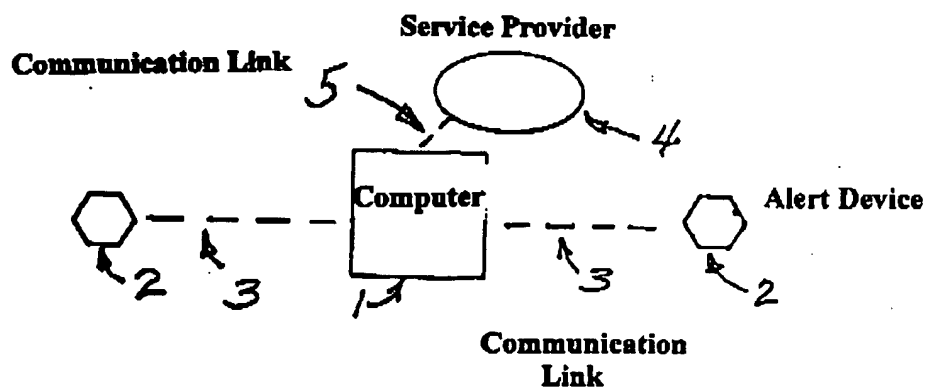 Service Provider
Communication Link
5
4
Computer
Alert Device
2
3
1
3
2
Communication
Link